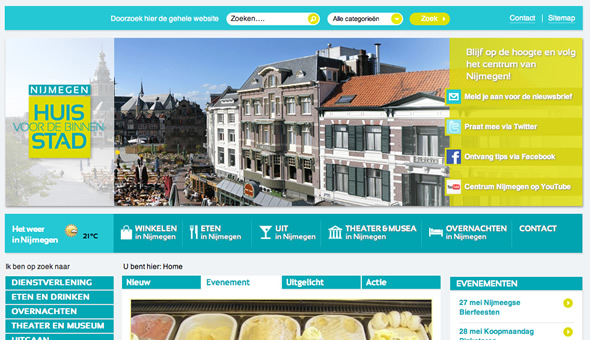 Doorzoek hier de gehele website
Zoeken....
Alle categorieën
Zoek
Contact
Sitemap
NIJMEGEN
HUIS
VOOR DE BINNEN
STAD
Blijf op de hoogte en volg
het centrum van
Nijmegen!
Meld je aan voor de nieuwsbrief
Praat mee via Twitter
Ontvang tips via Facebook
Centrum Nijmegen op YouTube
Het weer
in Nijmegen
21°C
WINKELEN
in Nijmegen
ETEN
in Nijmegen
UIT
in Nijmegen
THEATER & MUSEA
in Nijmegen
OVERNACHTEN
in Nijmegen
CONTACT
Ik ben op zoek naar
DIENSTVERLENING
ETEN EN DRINKEN
OVERNACHTEN
THEATER EN MUSEUM
UITGAAN
U bent hier: Home
Nieuw
Evenement
Uitgelicht
Actie
EVENEMENTEN
27 mei Nijmeegse
Bierfeesten
28 mei Koopmaandag